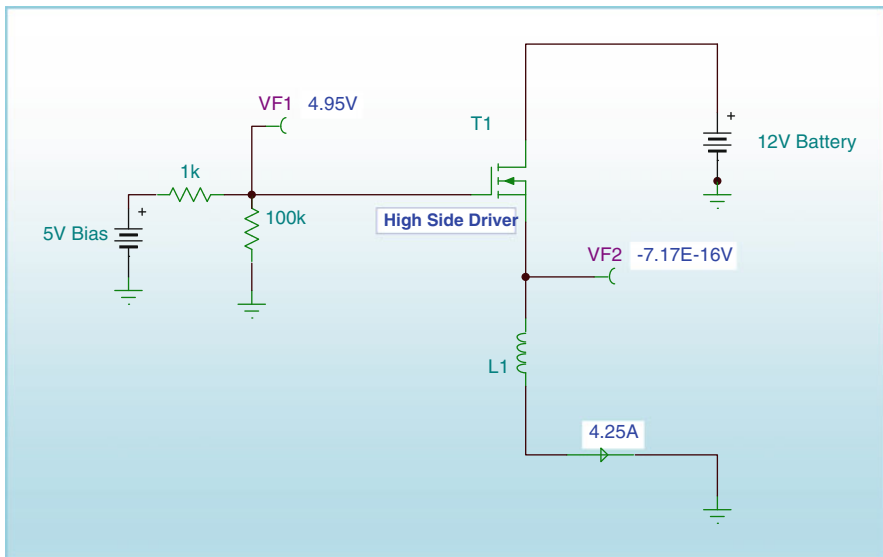 VF1 4.95V
T1
12V Battery
1k
100k
5V Bias
High Side Driver
VF2 -7.17E-16V
L1
4.25A